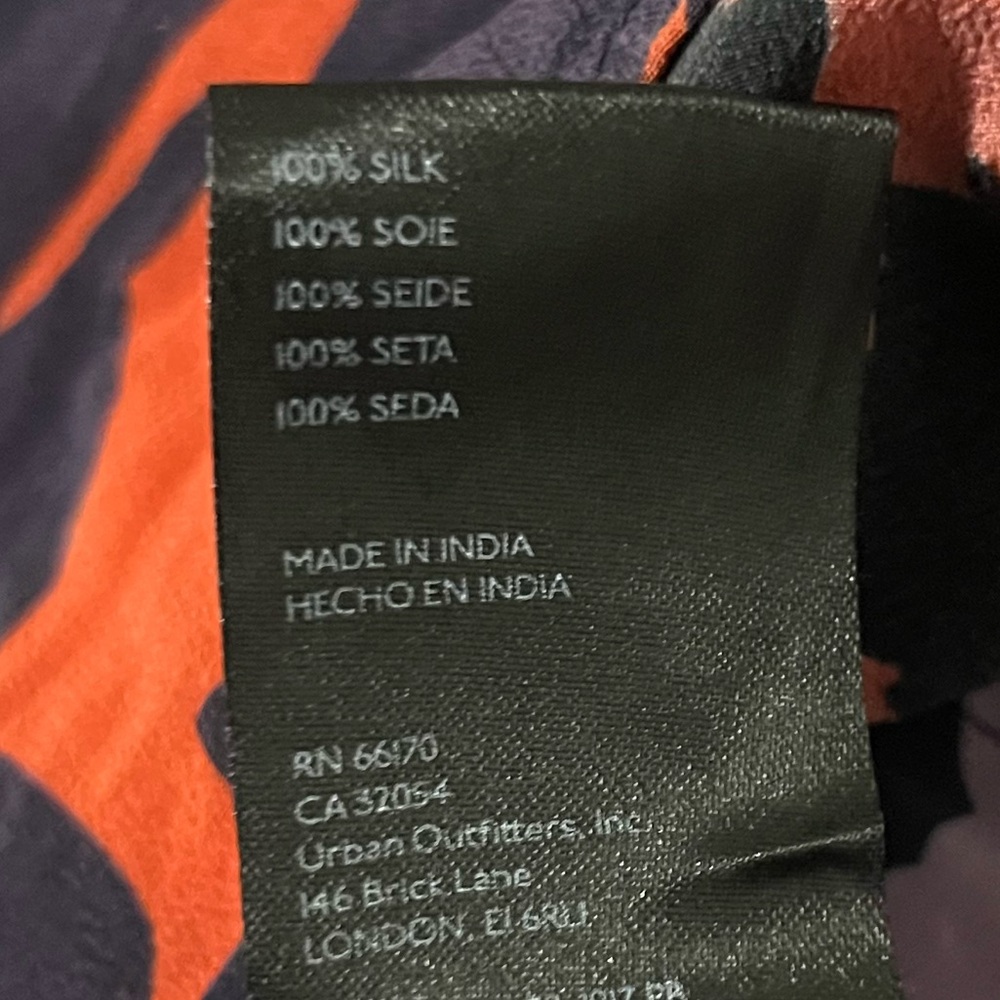 100% SILK
100% SOIE
100% SEIDE
100% SETA
100% SEDA
MADE IN INDIA
HECHO EN INDIA
RN 66170
CA 32054
Urban Outfitters, Inc.
146 Brick Lane
LONDON, E1 6RU